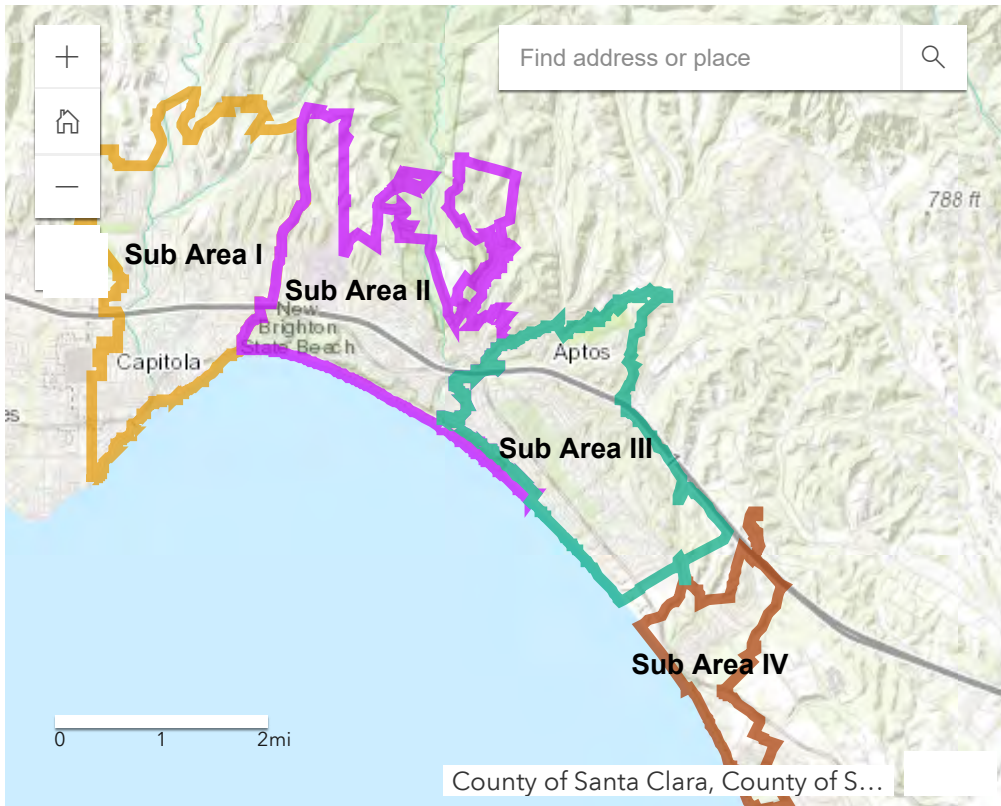 Find address or place
788 ft
Sub Area I
Sub Area II
New
Brighton
State Beach
Capitola
Aptos
es
Sub Area III
Sub Area IV
0 1 2mi
County of Santa Clara, County of S...